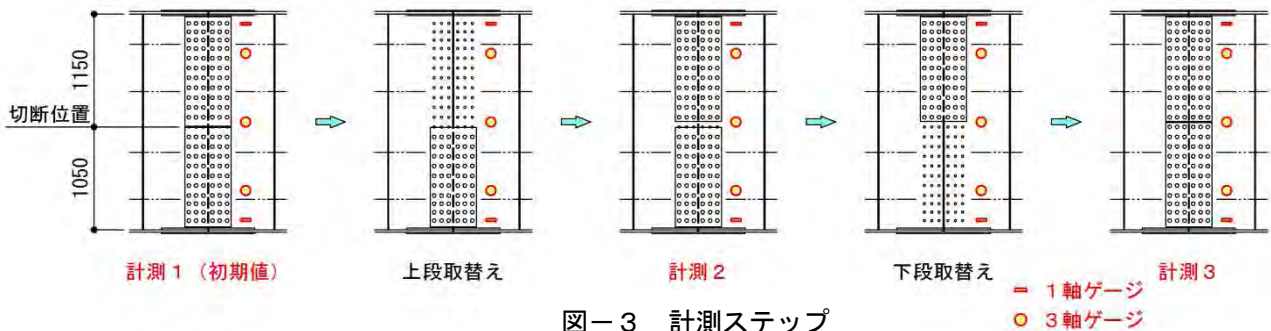 1150
切断位置
1050
計測1（初期値）
上段取替え
計測2
下段取替え
計測3
1軸ゲージ
3軸ゲージ
図－3　計測ステップ